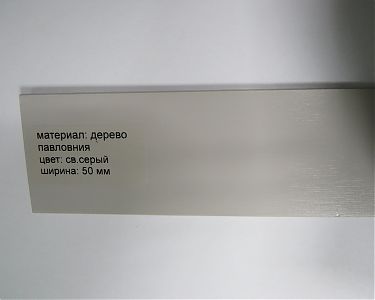 материал: дерево
павловния
цвет: св.серый
ширина: 50 мм